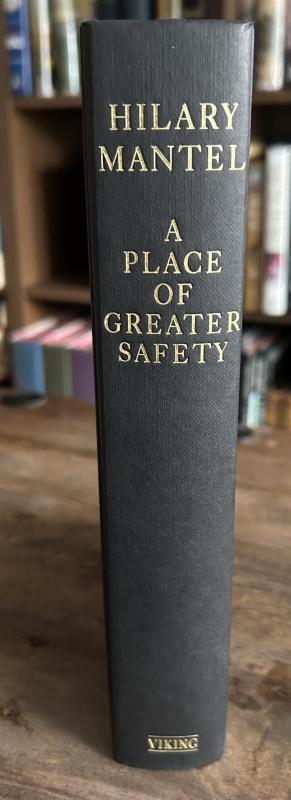 HILARY
MANTEL
A
PLACE
OF
GREATER
SAFETY
VIKING